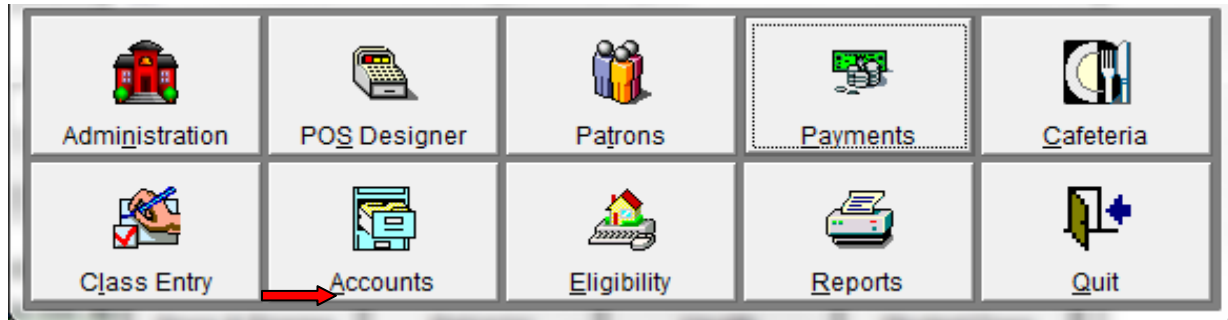 Administration
POS Designer
Patrons
Payments
Cafeteria
Class Entry
Accounts
Eligibility
Reports
Quit